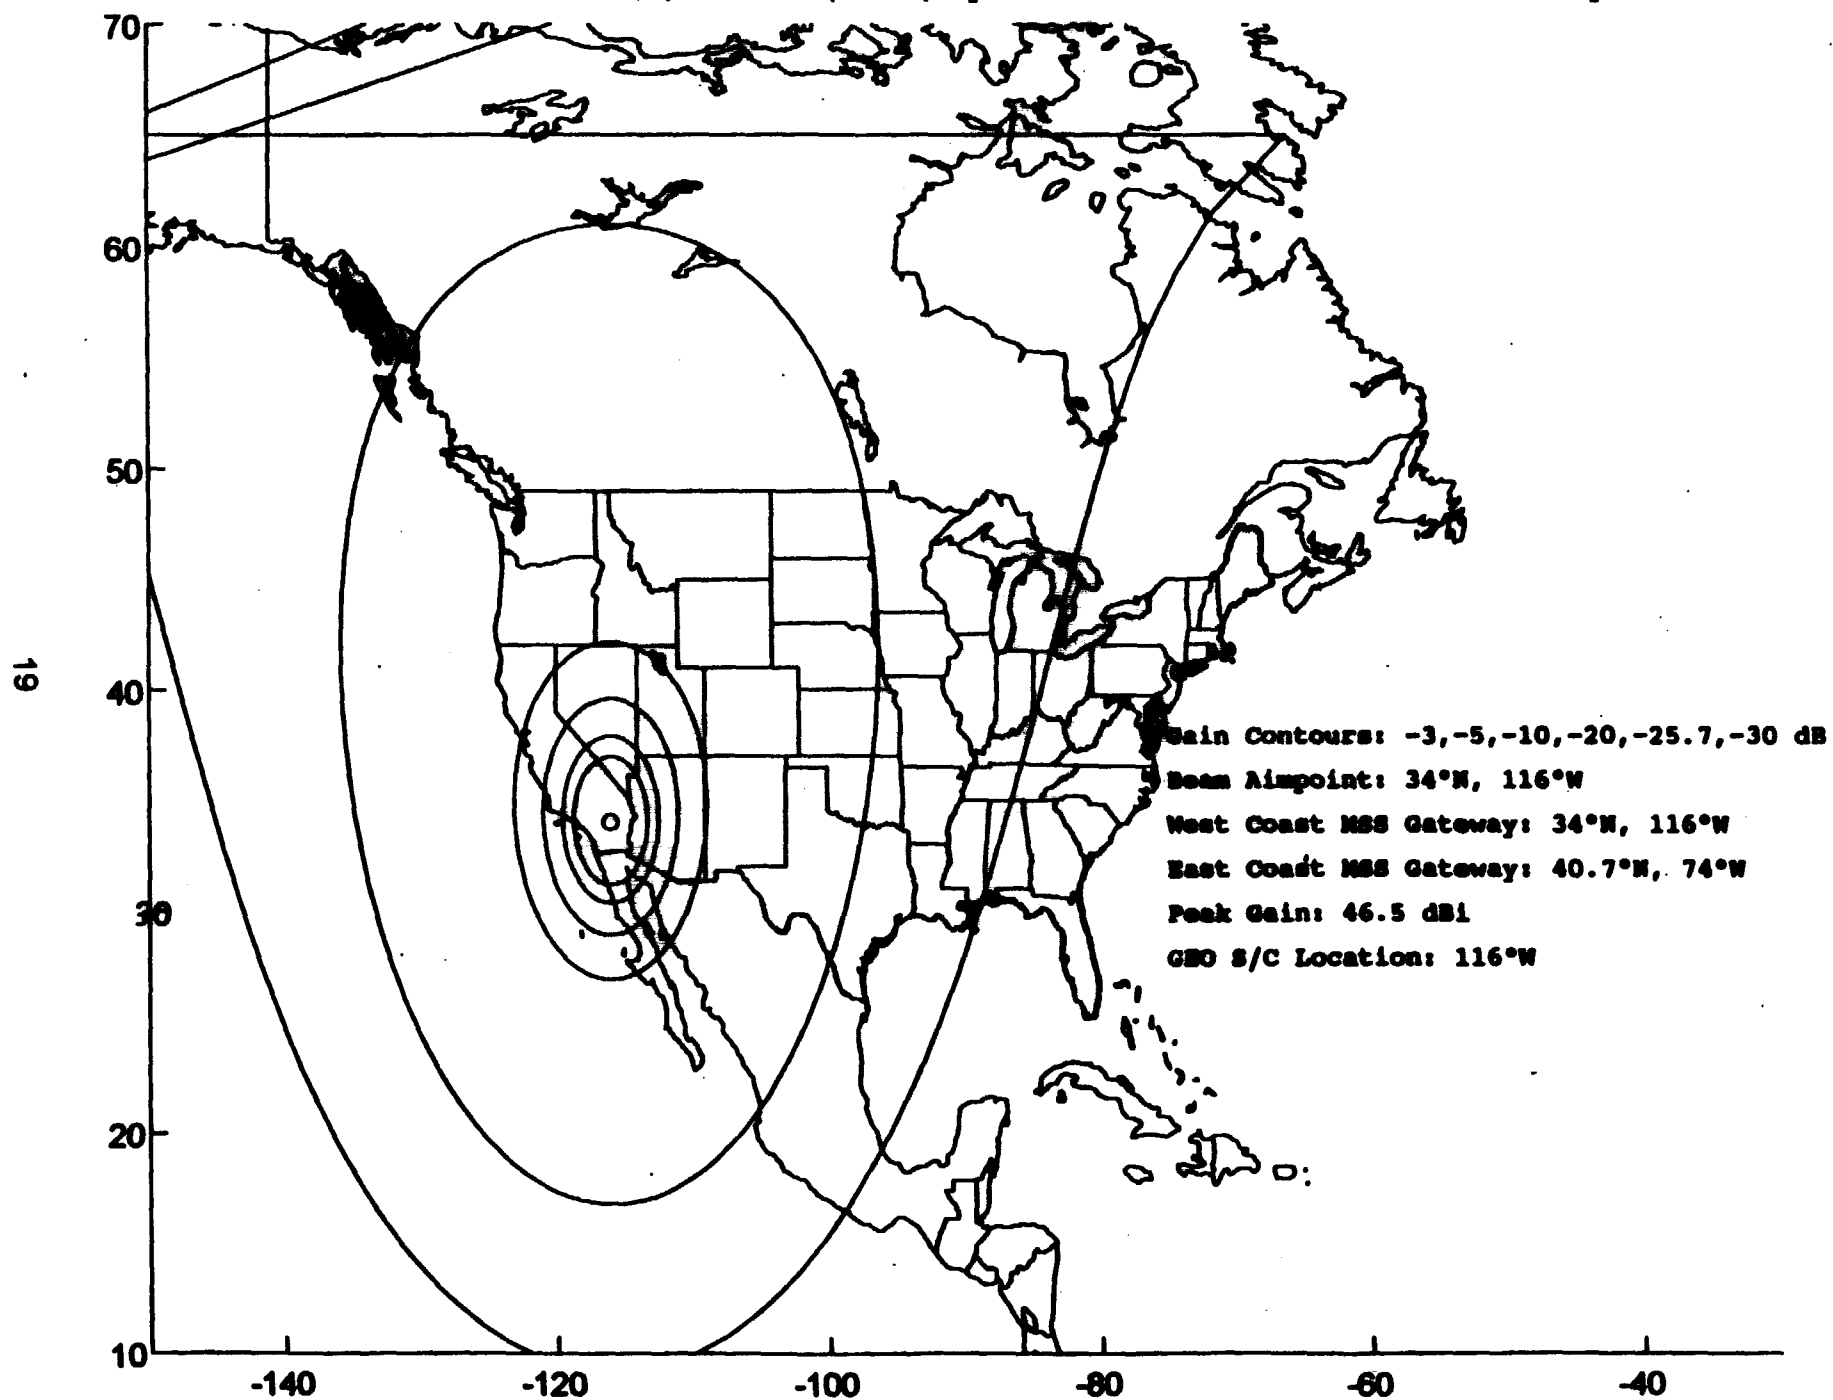 70
60
50
40
30
20
10
-140
-120
-100
-80
-60
-40
Gain Contours: -3,-5,-10,-20,-25.7,-30 dB
Beam Aimpoint: 34°N, 116°W
West Coast MSS Gateway: 34°N, 116°W
East Coast MSS Gateway: 40.7°N, 74°W
Peak Gain: 46.5 dBi
GEO S/C Location: 116°W
19